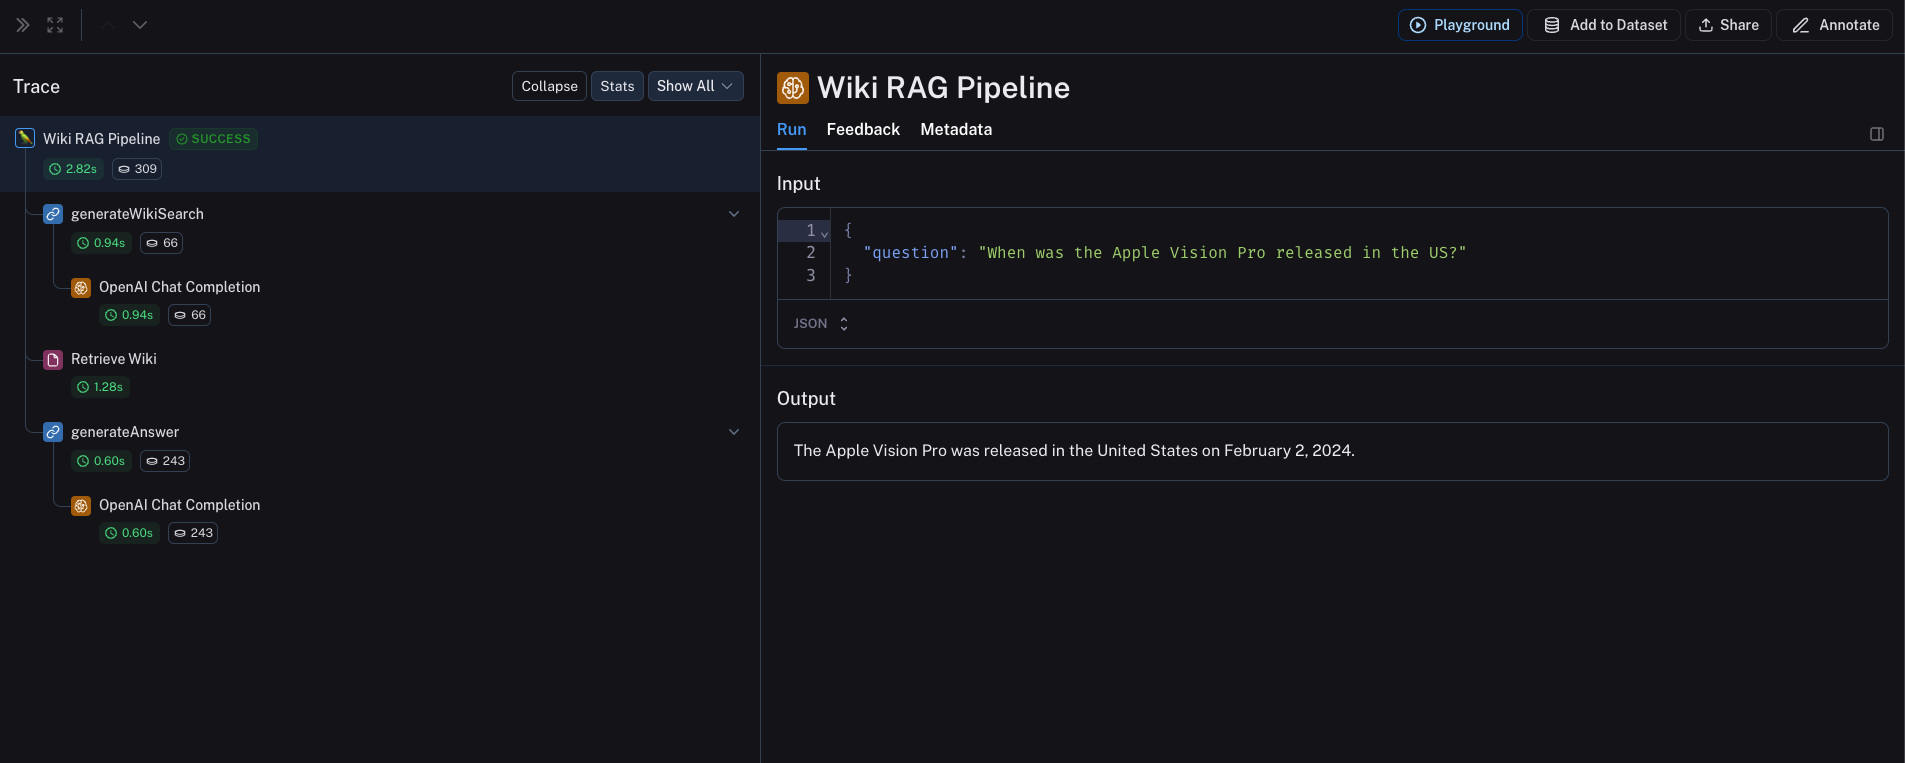 Playground Add to Dataset Share Annotate
Trace
Collapse Stats Show All
Wiki RAG Pipeline SUCCESS
2.82s 309
generateWikiSearch
0.94s 66
OpenAI Chat Completion
0.94s 66
Retrieve Wiki
1.28s
generateAnswer
0.60s 243
OpenAI Chat Completion
0.60s 243
Wiki RAG Pipeline
Run Feedback Metadata
Input
1 {
2 "question": "When was the Apple Vision Pro released in the US?"
3 }
JSON
Output
The Apple Vision Pro was released in the United States on February 2, 2024.